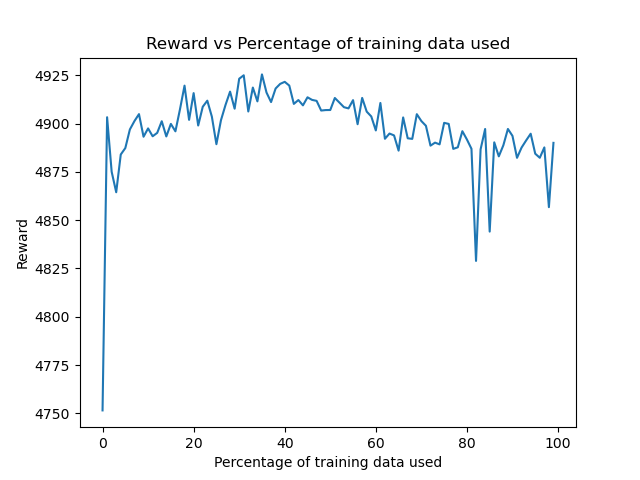 Reward vs Percentage of training data used
4925
4900
4875
4850
4825
4800
4775
4750
Reward
0 20 40 60 80 100
Percentage of training data used